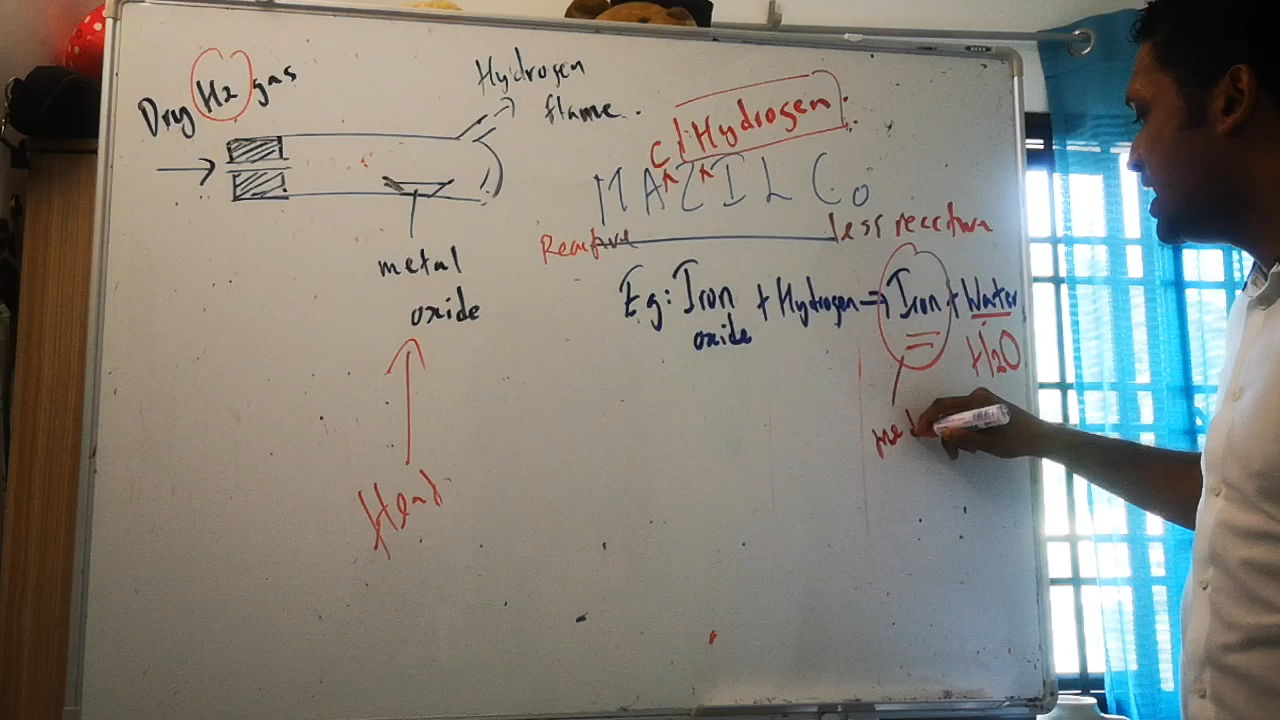 Dry H2 gas
Hydrogen
flame.
metal
oxide
Heat
C Hydrogen
MAZILCo
Reactive less reactive
Eg: Iron oxide + Hydrogen → Iron + Water
H2O